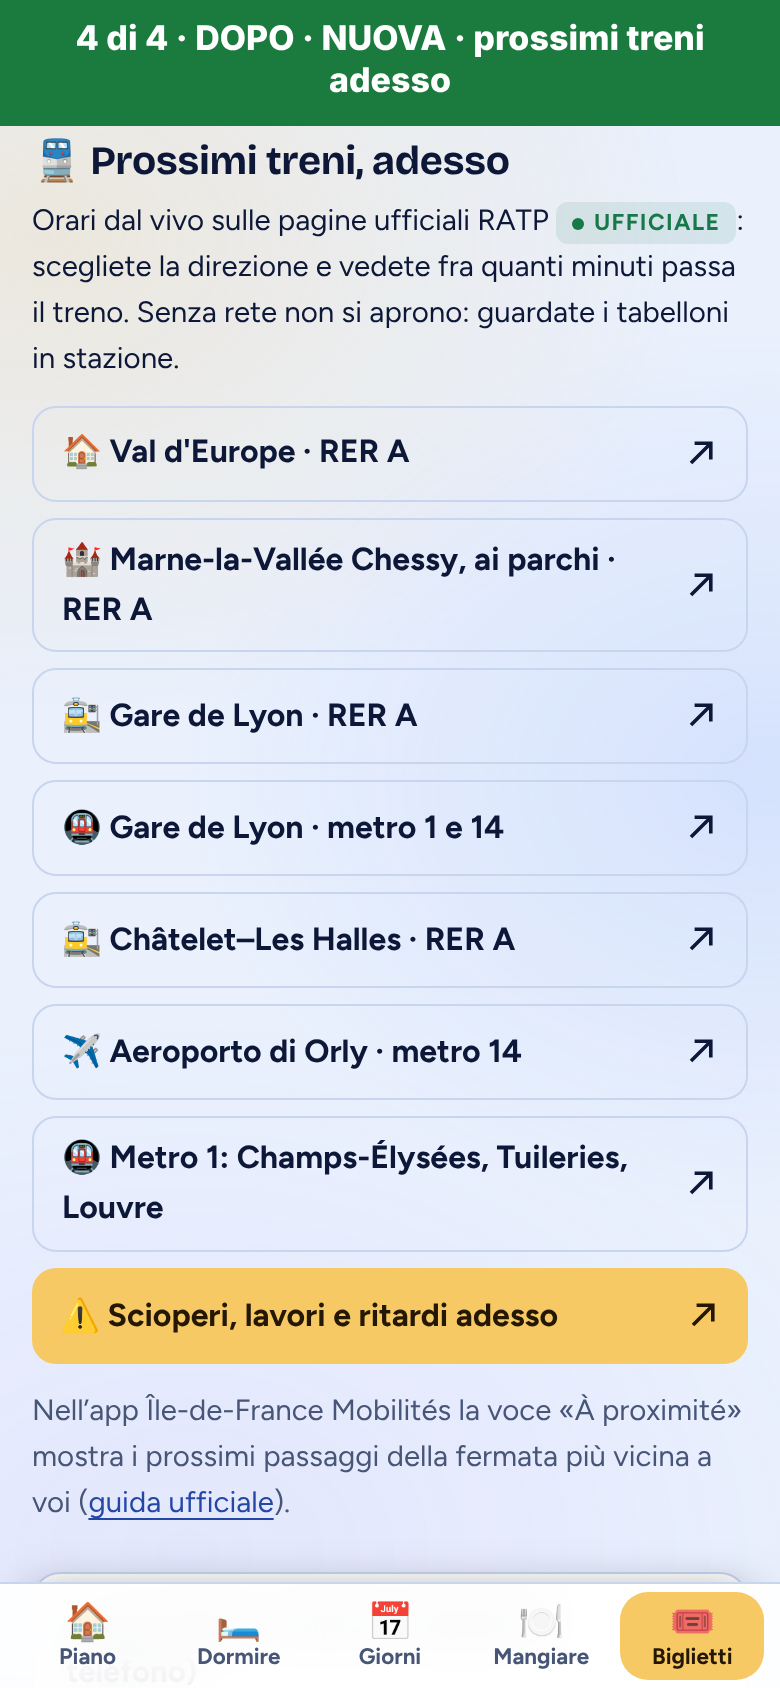 4 di 4 · DOPO · NUOVA · prossimi treni
adesso
Prossimi treni, adesso
Orari dal vivo sulle pagine ufficiali RATP ● UFFICIALE :
scegliete la direzione e vedete fra quanti minuti passa
il treno. Senza rete non si aprono: guardate i tabelloni
in stazione.
Val d'Europe · RER A
Marne-la-Vallée Chessy, ai parchi ·
RER A
Gare de Lyon · RER A
Gare de Lyon · metro 1 e 14
Châtelet–Les Halles · RER A
Aeroporto di Orly · metro 14
Metro 1: Champs-Élysées, Tuileries,
Louvre
Scioperi, lavori e ritardi adesso
Nell’app Île-de-France Mobilités la voce «À proximité»
mostra i prossimi passaggi della fermata più vicina a
voi (guida ufficiale).
telefono)
July
17
Piano Dormire Giorni Mangiare Biglietti